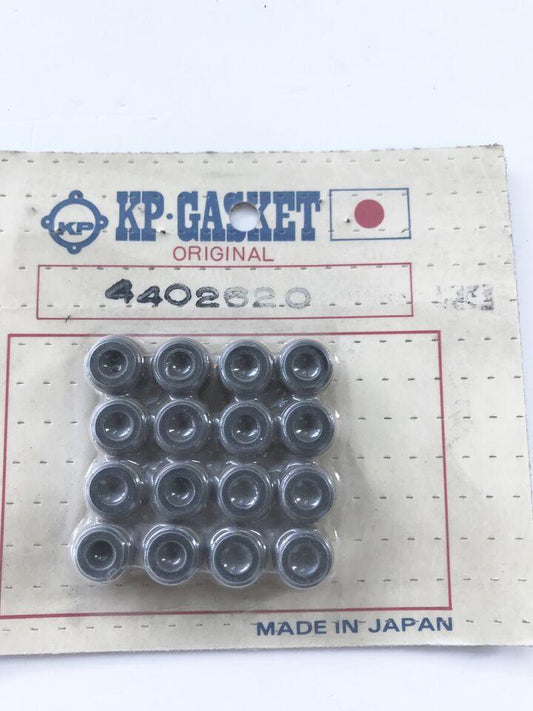 KP KP·GASKET
ORIGINAL
4402620
MADE IN JAPAN